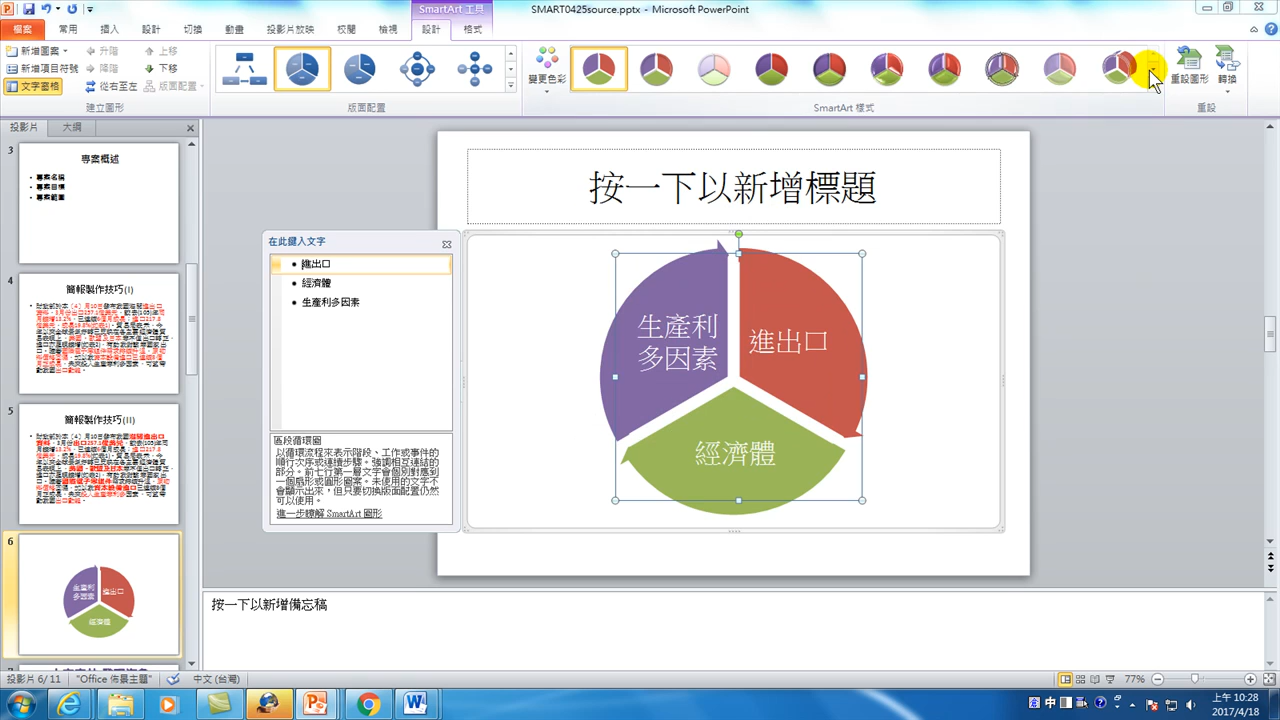 SmartArt 工具
SMART0425source.pptx - Microsoft PowerPoint
檔案
常用
插入
切換
動畫
投影片放映
校閱
檢視
設計
格式
新增圖案
升階
上移
新增項目符號
降階
下移
文字窗格
從右至左
版面配置
建立圖形
版面配置
變更色彩
SmartArt 樣式
重設圖形
轉換
重設
投影片
大綱
3
專案概述
• 專案名稱
• 專案目標
• 專案範圍
4
簡報製作技巧(I)
5
簡報製作技巧(II)
6
生產利
多因素
進出口
經濟體
按一下以新增標題
在此鍵入文字
• 進出口
• 經濟體
• 生產利多因素
區段循環圖
以循環流程來表示階段、工作或事件的
順行次序或連續步驟。強調相互連結的
部分。前七行第一層文字會個別對應到
一個扇形或圓形圖案。未使用的文字不
會顯示出來，但只要切換版面配置仍然
可以使用。
進一步瞭解 SmartArt 圖形
生產利
多因素
進出口
經濟體
按一下以新增備忘稿
投影片 6/11
"Office 佈景主題"
中文 (台灣)
77%
中
上午 10:28
2017/4/18